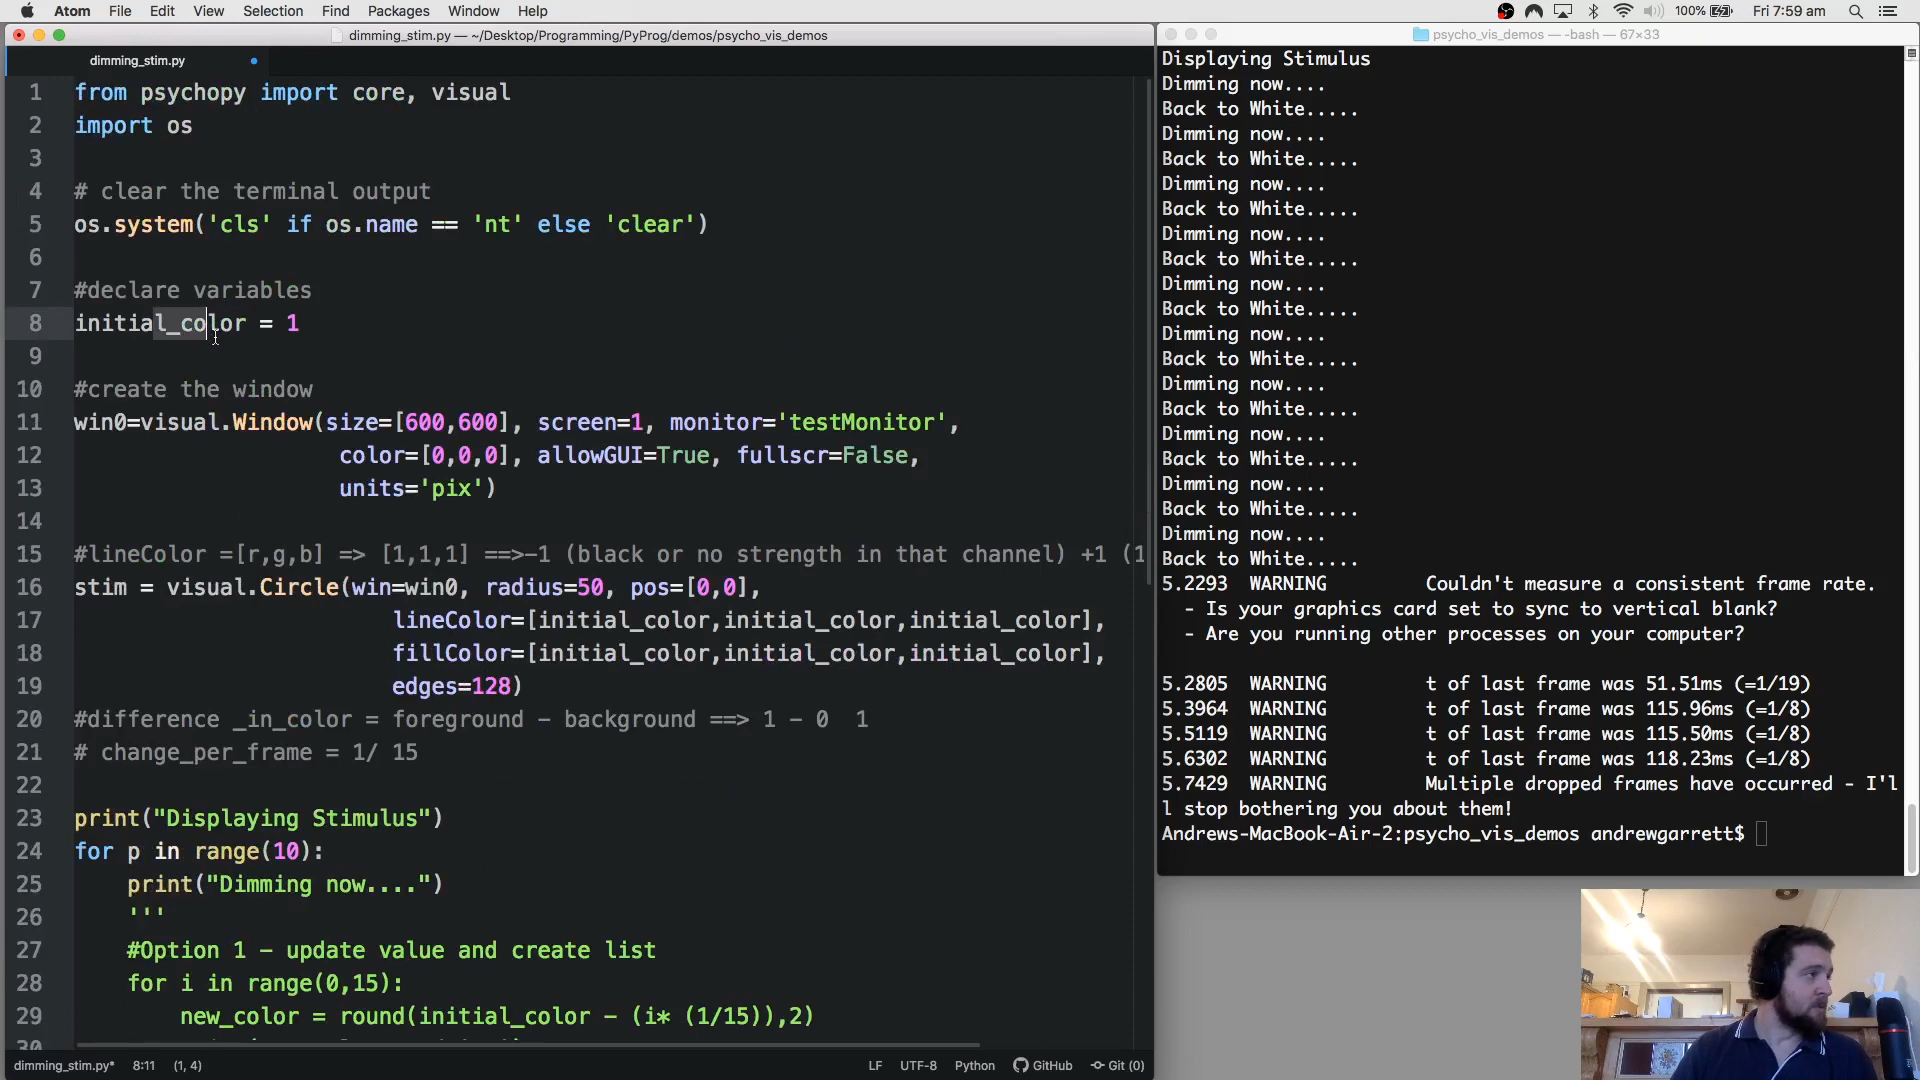 Atom File Edit View Selection Find Packages Window Help
100% Fri 7:59 am
dimming_stim.py — ~/Desktop/Programming/PyProg/demos/psycho_vis_demos
dimming_stim.py
1 from psychopy import core, visual
2 import os
3
4 # clear the terminal output
5 os.system('cls' if os.name == 'nt' else 'clear')
6
7 #declare variables
8 initial_color = 1
9
10 #create the window
11 win0=visual.Window(size=[600,600], screen=1, monitor='testMonitor',
12 color=[0,0,0], allowGUI=True, fullscr=False,
13 units='pix')
14
15 #lineColor =[r,g,b] => [1,1,1] ==>-1 (black or no strength in that channel) +1 (1
16 stim = visual.Circle(win=win0, radius=50, pos=[0,0],
17 lineColor=[initial_color,initial_color,initial_color],
18 fillColor=[initial_color,initial_color,initial_color],
19 edges=128)
20 #difference _in_color = foreground - background ==> 1 - 0  1
21 # change_per_frame = 1/ 15
22
23 print("Displaying Stimulus")
24 for p in range(10):
25 print("Dimming now....")
26 '''
27 #Option 1 - update value and create list
28 for i in range(0,15):
29 new_color = round(initial_color - (i* (1/15)),2)
30
dimming_stim.py* 8:11 (1, 4) LF UTF-8 Python GitHub Git (0)
psycho_vis_demos — -bash — 67×33
Displaying Stimulus
Dimming now....
Back to White.....
Dimming now....
Back to White.....
Dimming now....
Back to White.....
Dimming now....
Back to White.....
Dimming now....
Back to White.....
Dimming now....
Back to White.....
Dimming now....
Back to White.....
Dimming now....
Back to White.....
Dimming now....
Back to White.....
Dimming now....
Back to White.....
5.2293 WARNING Couldn't measure a consistent frame rate.
- Is your graphics card set to sync to vertical blank?
- Are you running other processes on your computer?
5.2805 WARNING t of last frame was 51.51ms (=1/19)
5.3964 WARNING t of last frame was 115.96ms (=1/8)
5.5119 WARNING t of last frame was 115.50ms (=1/8)
5.6302 WARNING t of last frame was 118.23ms (=1/8)
5.7429 WARNING Multiple dropped frames have occurred - I'l
l stop bothering you about them!
Andrews-MacBook-Air-2:psycho_vis_demos andrewgarrett$